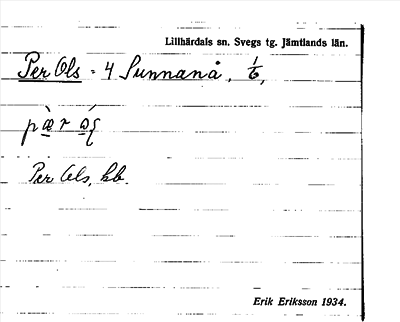 Lillhärdals sn. Svegs tg. Jämtlands län.
Per Ols = 4 Sunnanå, 1/6,
Per Ols, kb.
Erik Eriksson 1934.